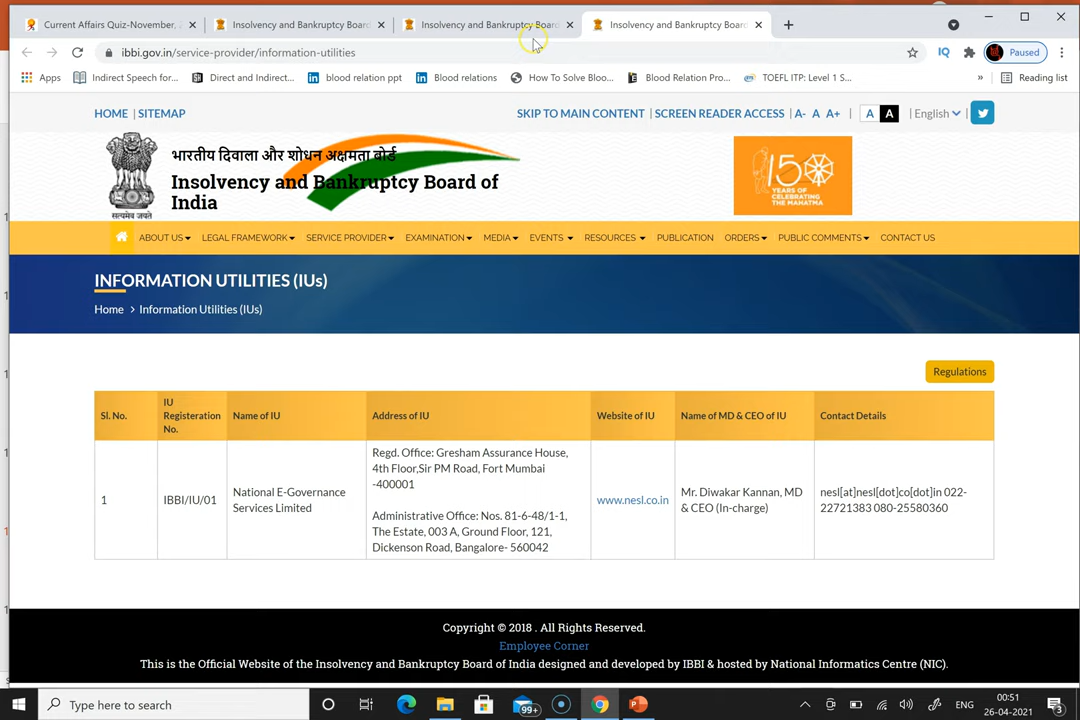 Current Affairs Quiz-November,
Insolvency and Bankruptcy Board
Insolvency and Bankruptcy Board
Insolvency and Bankruptcy Board
ibbi.gov.in/service-provider/information-utilities
IQ
Paused
Apps
Indirect Speech for...
Direct and Indirect...
blood relation ppt
Blood relations
How To Solve Bloo...
Blood Relation Pro...
TOEFL ITP: Level 1 S...
»
Reading list
HOME | SITEMAP
SKIP TO MAIN CONTENT | SCREEN READER ACCESS | A- A A+ | A A | English
भारतीय दिवाला और शोधन अक्षमता बोर्ड
Insolvency and Bankruptcy Board of
India
सत्यमेव जयते
150
YEARS OF
CELEBRATING
THE MAHATMA
ABOUT US LEGAL FRAMEWORK SERVICE PROVIDER EXAMINATION MEDIA EVENTS RESOURCES PUBLICATION ORDERS PUBLIC COMMENTS CONTACT US
INFORMATION UTILITIES (IUs)
Home > Information Utilities (IUs)
Regulations
Sl. No.
IU
Registeration
No.
Name of IU
Address of IU
Website of IU
Name of MD & CEO of IU
Contact Details
1
IBBI/IU/01
National E-Governance
Services Limited
Regd. Office: Gresham Assurance House,
4th Floor,Sir PM Road, Fort Mumbai
-400001
Administrative Office: Nos. 81-6-48/1-1,
The Estate, 003 A, Ground Floor, 121,
Dickenson Road, Bangalore- 560042
www.nesl.co.in
Mr. Diwakar Kannan, MD
& CEO (In-charge)
nesl[at]nesl[dot]co[dot]in 022-
22721383 080-25580360
Copyright © 2018 . All Rights Reserved.
Employee Corner
This is the Official Website of the Insolvency and Bankruptcy Board of India designed and developed by IBBI & hosted by National Informatics Centre (NIC).
Type here to search
99+
ENG
00:51
26-04-2021
3